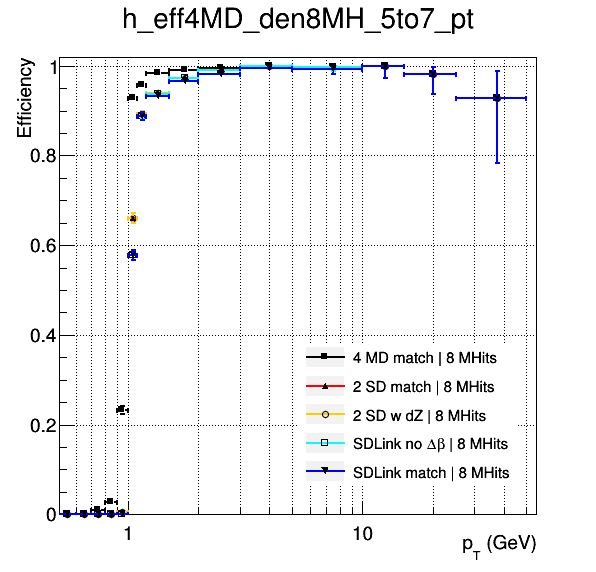 h_eff4MD_den8MH_5to7_pt
Efficiency
1
0.8
0.6
0.4
0.2
0
4 MD match | 8 MHits
2 SD match | 8 MHits
2 SD w dZ | 8 MHits
SDLink no Δβ | 8 MHits
SDLink match | 8 MHits
1
10
p_T (GeV)